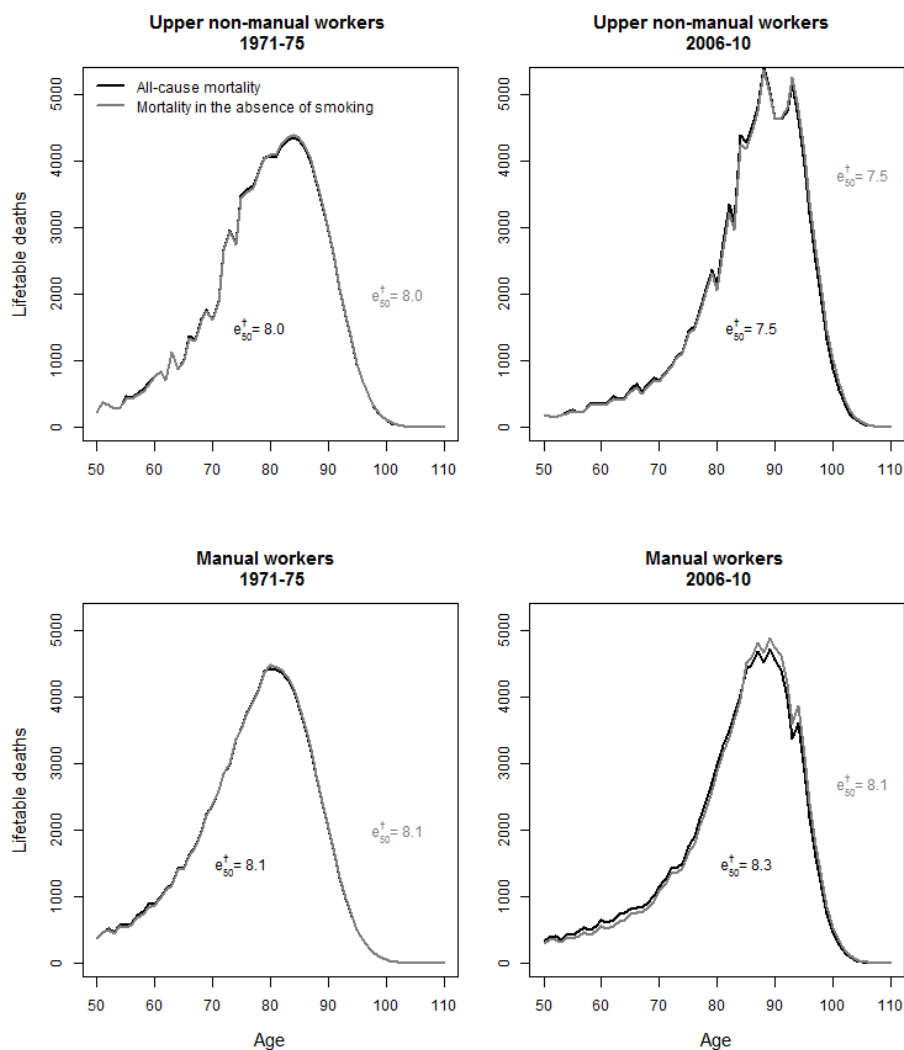 Upper non-manual workers
1971-75
Lifetable deaths
5000
4000
3000
2000
1000
0
All-cause mortality
Mortality in the absence of smoking
e†50= 8.0
e†50= 8.0
50 60 70 80 90 100 110
Upper non-manual workers
2006-10
5000
4000
3000
2000
1000
0
e†50= 7.5
e†50= 7.5
50 60 70 80 90 100 110
Manual workers
1971-75
Lifetable deaths
5000
4000
3000
2000
1000
0
e†50= 8.1
e†50= 8.1
50 60 70 80 90 100 110
Age
Manual workers
2006-10
5000
4000
3000
2000
1000
0
e†50= 8.1
e†50= 8.3
50 60 70 80 90 100 110
Age